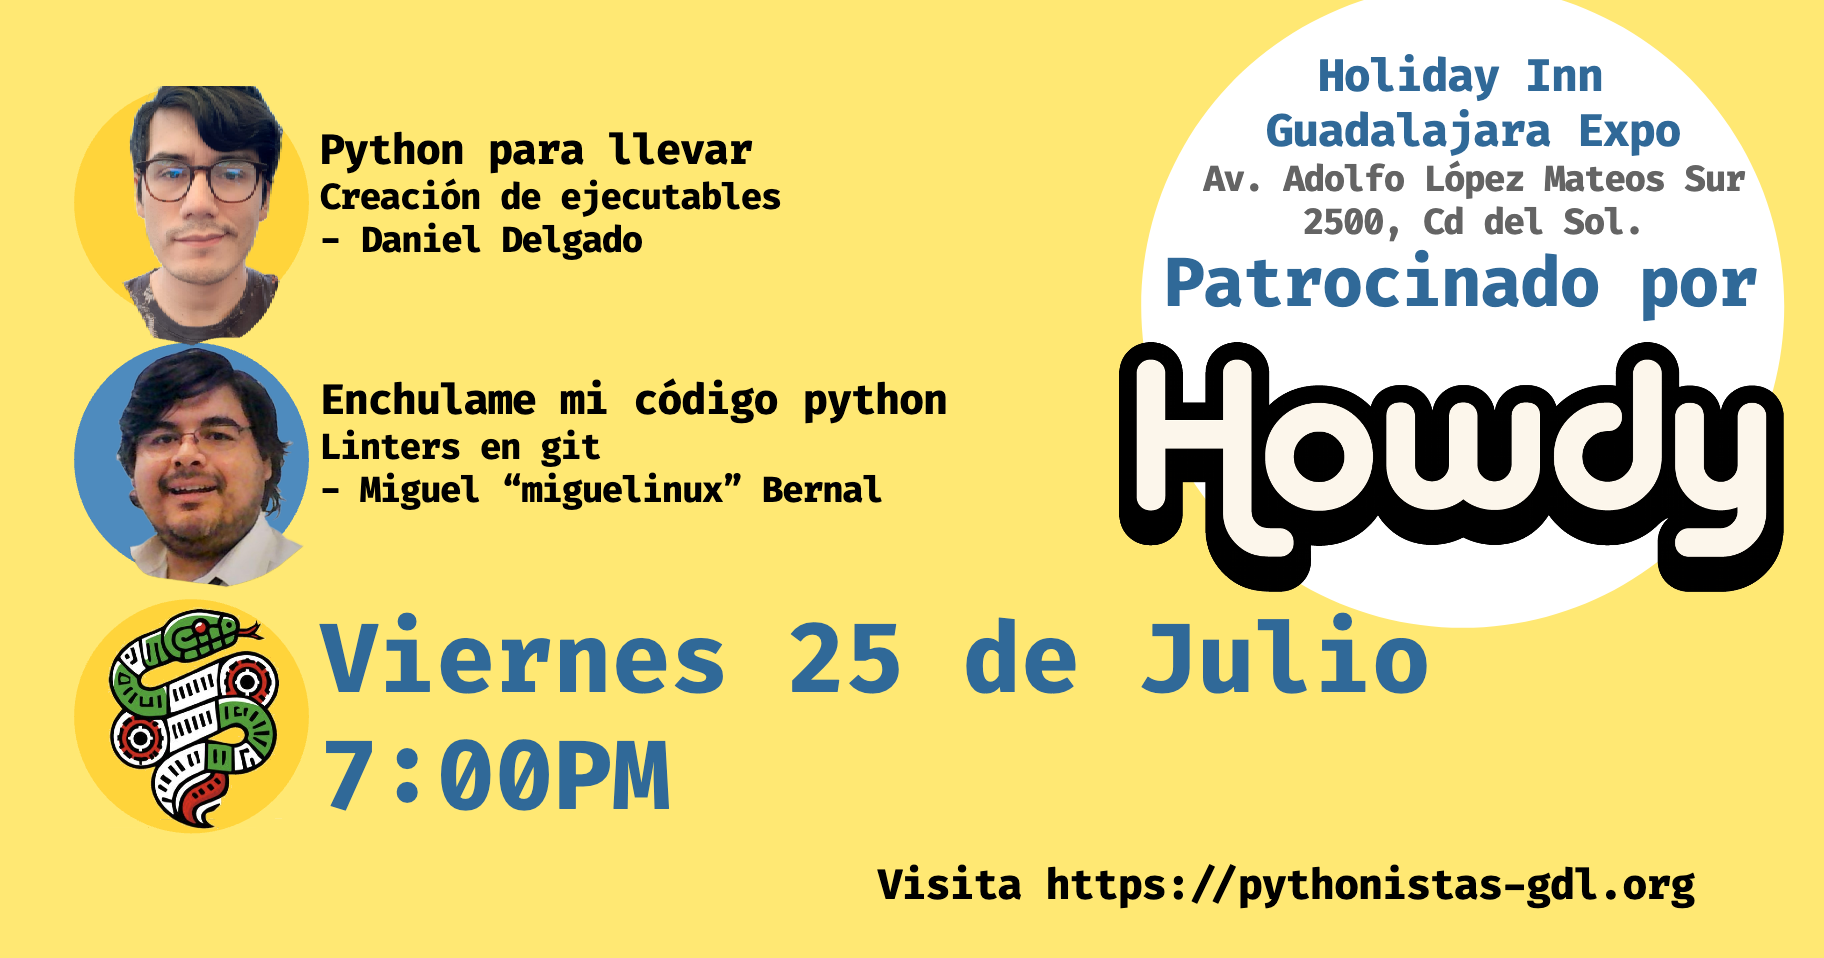 Python para llevar
Creación de ejecutables
- Daniel Delgado
Enchulame mi código python
Linters en git
- Miguel “miguelinux” Bernal
Holiday Inn
Guadalajara Expo
Av. Adolfo López Mateos Sur
2500, Cd del Sol.
Patrocinado por
Howdy
Viernes 25 de Julio
7:00PM
Visita https://pythonistas-gdl.org